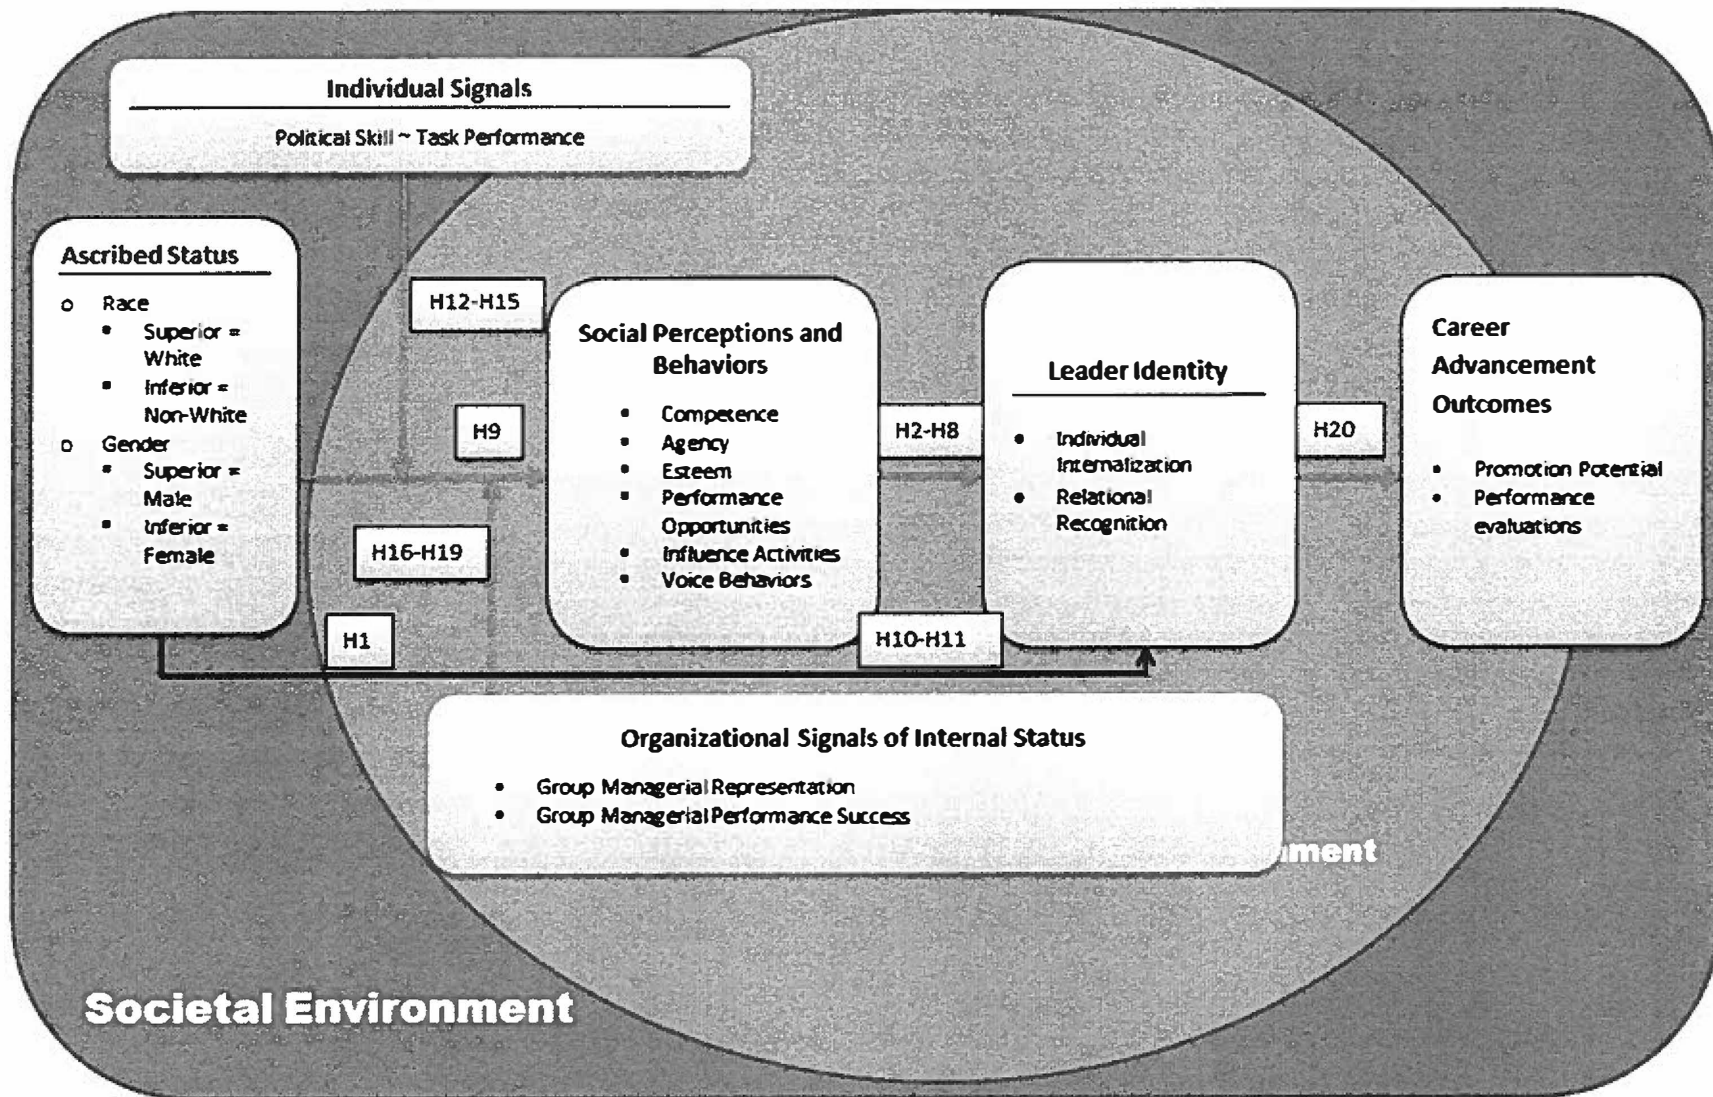 Individual Signals
Political Skill ~ Task Performance
Ascribed Status
Race
Superior =
White
Inferior =
Non-White
Gender
Superior =
Male
Inferior =
Female
H12-H15
H9
H16-H19
H1
Social Perceptions and
Behaviors
Competence
Agency
Esteem
Performance
Opportunities
Influence Activities
Voice Behaviors
H2-H8
H10-H11
Leader Identity
Individual
Internalization
Relational
Recognition
H20
Career
Advancement
Outcomes
Promotion Potential
Performance
evaluations
Organizational Signals of Internal Status
Group Managerial Representation
Group Managerial Performance Success
Societal Environment